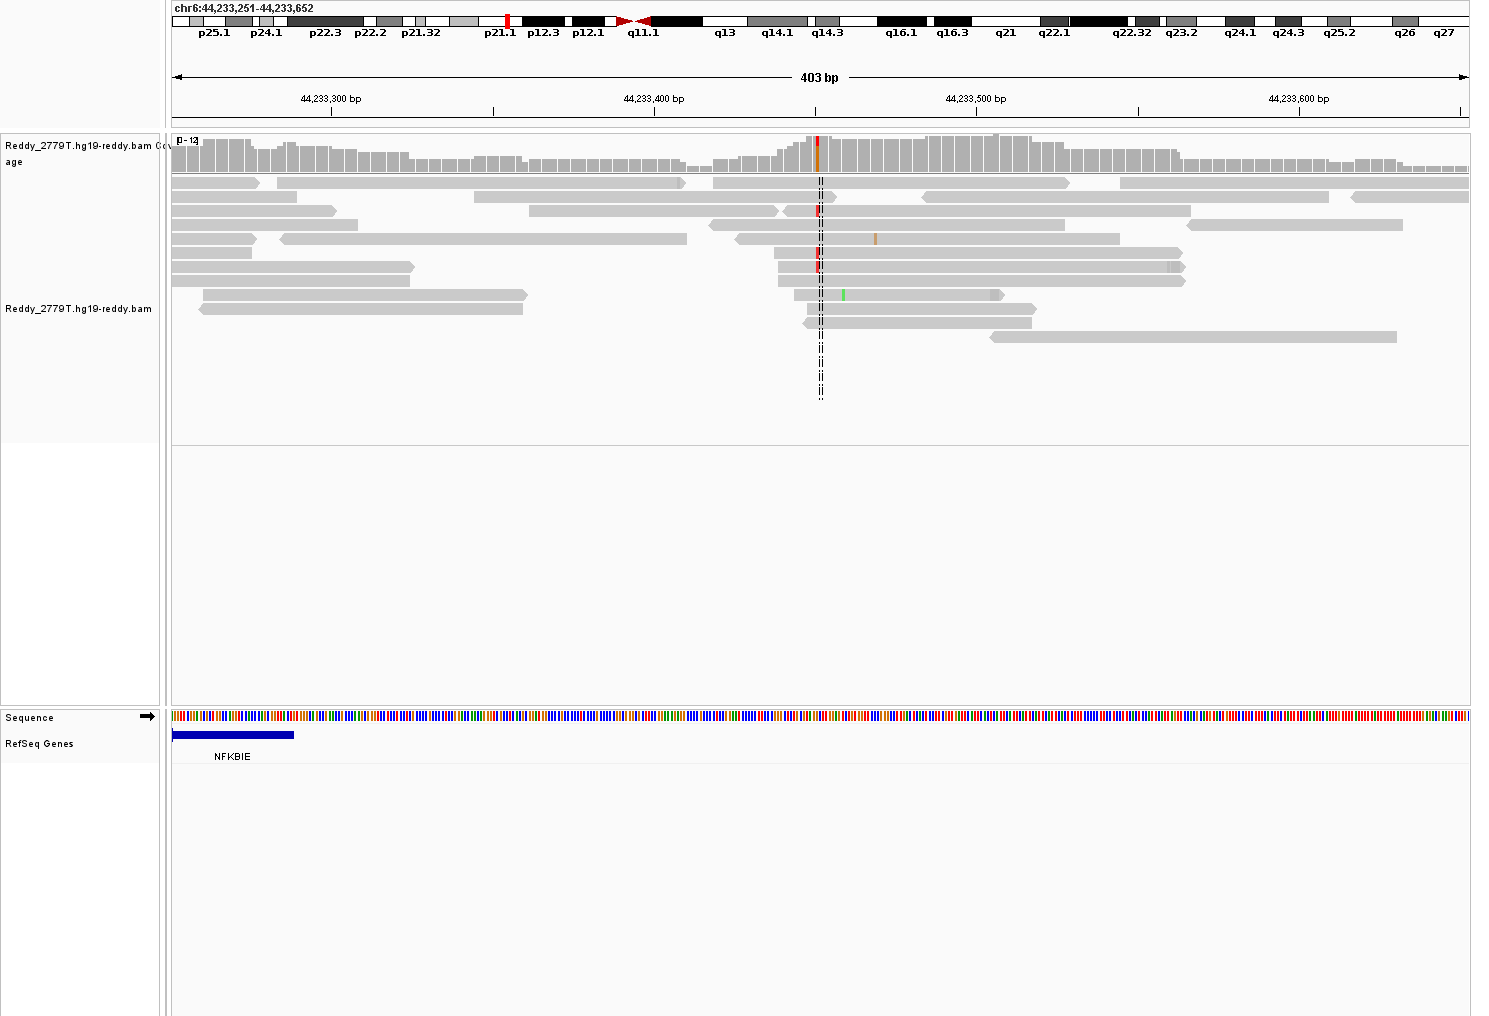 chr6:44,233,251-44,233,652
p25.1 p24.1 p22.3 p22.2 p21.32 p21.1 p12.3 p12.1 q11.1 q13 q14.1 q14.3 q16.1 q16.3 q21 q22.1 q22.32 q23.2 q24.1 q24.3 q25.2 q26 q27
403 bp
44,233,300 bp 44,233,400 bp 44,233,500 bp 44,233,600 bp
[0 - 12]
Reddy_2779T.hg19-reddy.bam Cov
age
Reddy_2779T.hg19-reddy.bam
Sequence
RefSeq Genes
NFKBIE